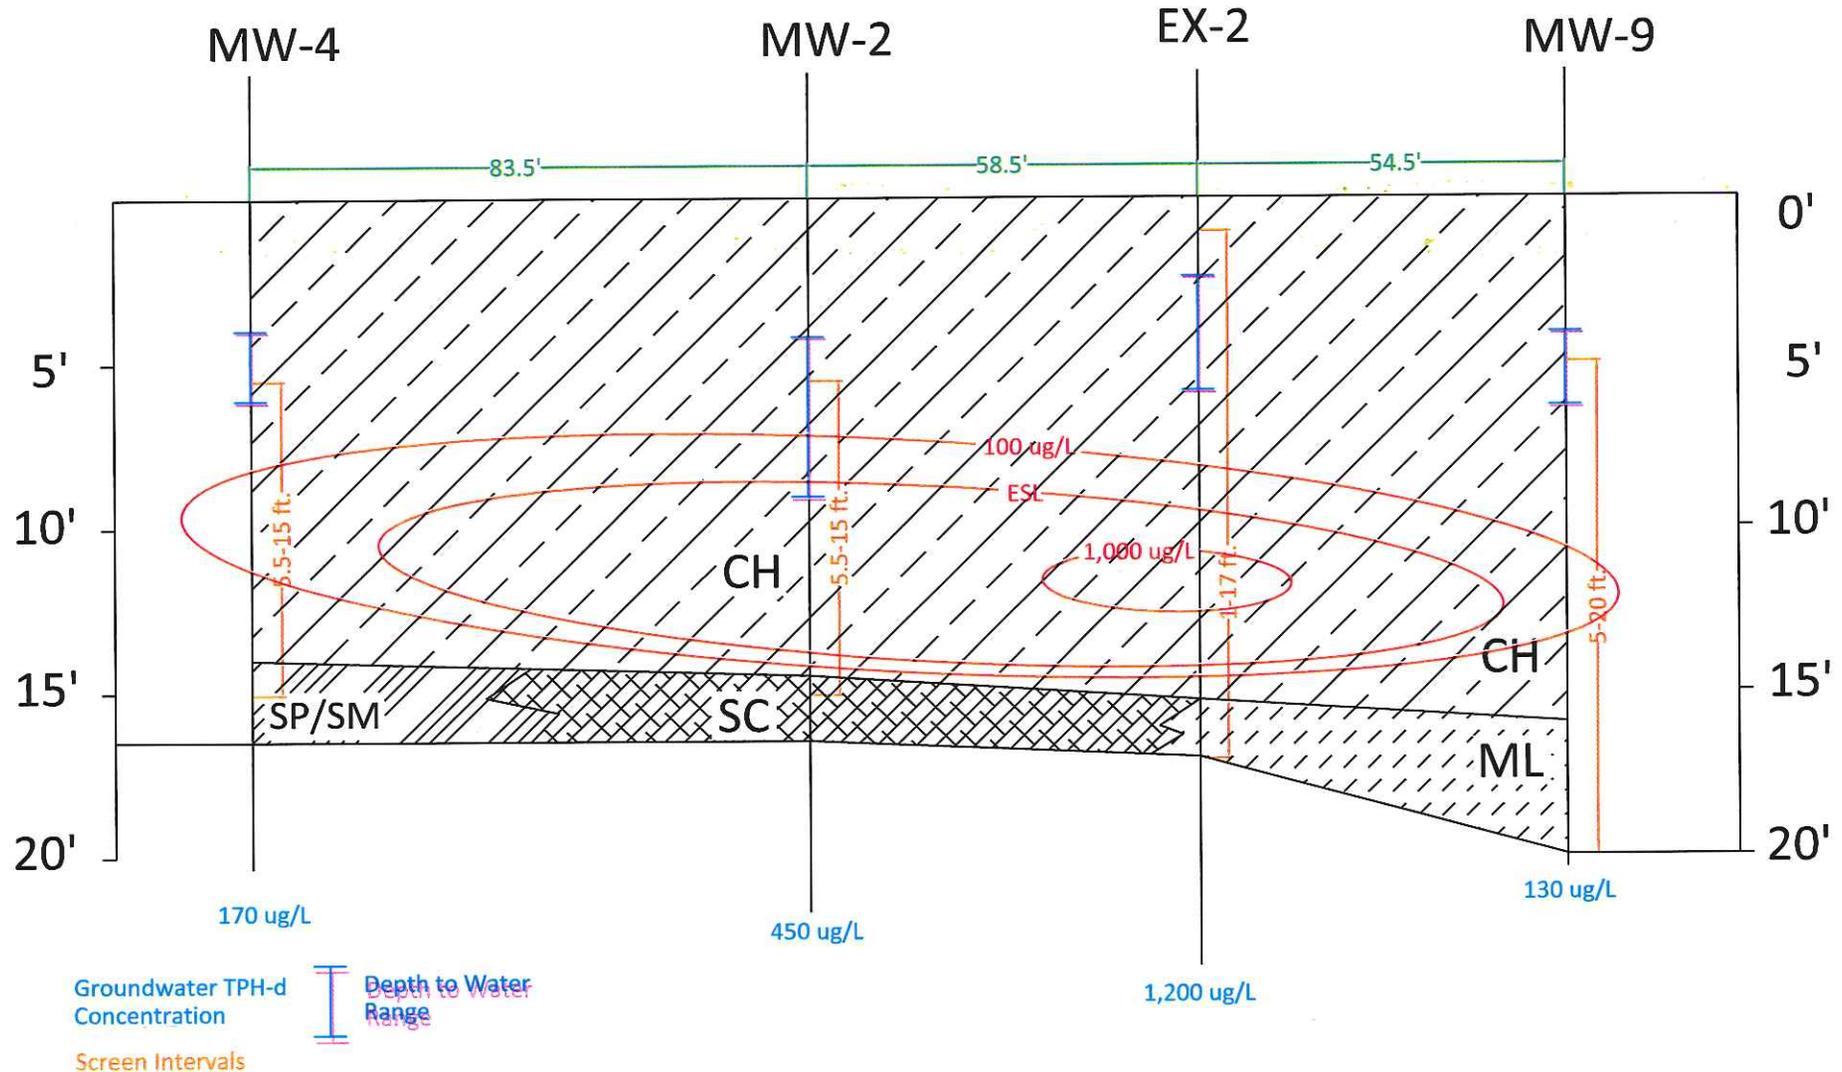 MW-4
MW-2
EX-2
MW-9
83.5'
58.5'
54.5'
0'
5'
5'
100 ug/L
ESL
5.5-15 ft.
5.5-15 ft.
10'
10'
1,000 ug/L
CH
1-17 ft.
5-20 ft.
CH
15'
15'
SP/SM
SC
ML
20'
20'
170 ug/L
450 ug/L
1,200 ug/L
130 ug/L
Groundwater TPH-d
Concentration
Depth to Water
Range
Screen Intervals